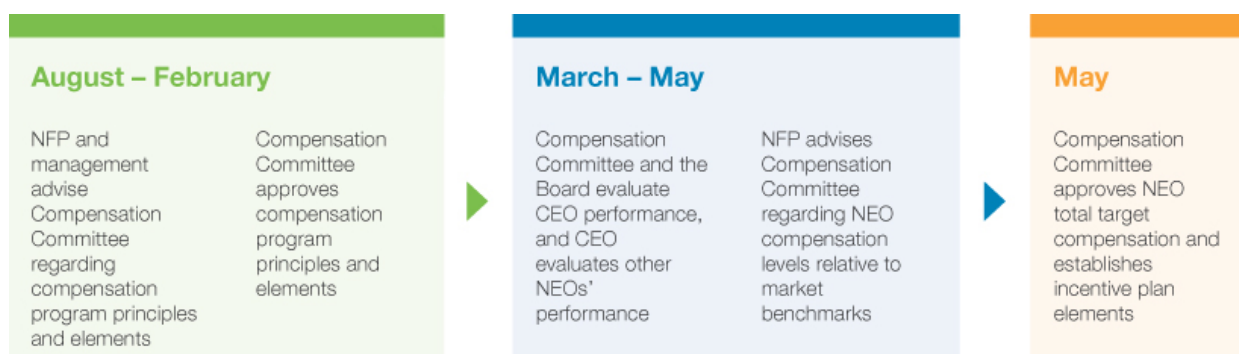 August – February
NFP and
management
advise
Compensation
Committee
regarding
compensation
program principles
and elements
Compensation
Committee
approves
compensation
program
principles and
elements
March – May
Compensation
Committee and the
Board evaluate
CEO performance,
and CEO
evaluates other
NEOs’
performance
NFP advises
Compensation
Committee
regarding NEO
compensation
levels relative to
market
benchmarks
May
Compensation
Committee
approves NEO
total target
compensation and
establishes
incentive plan
elements